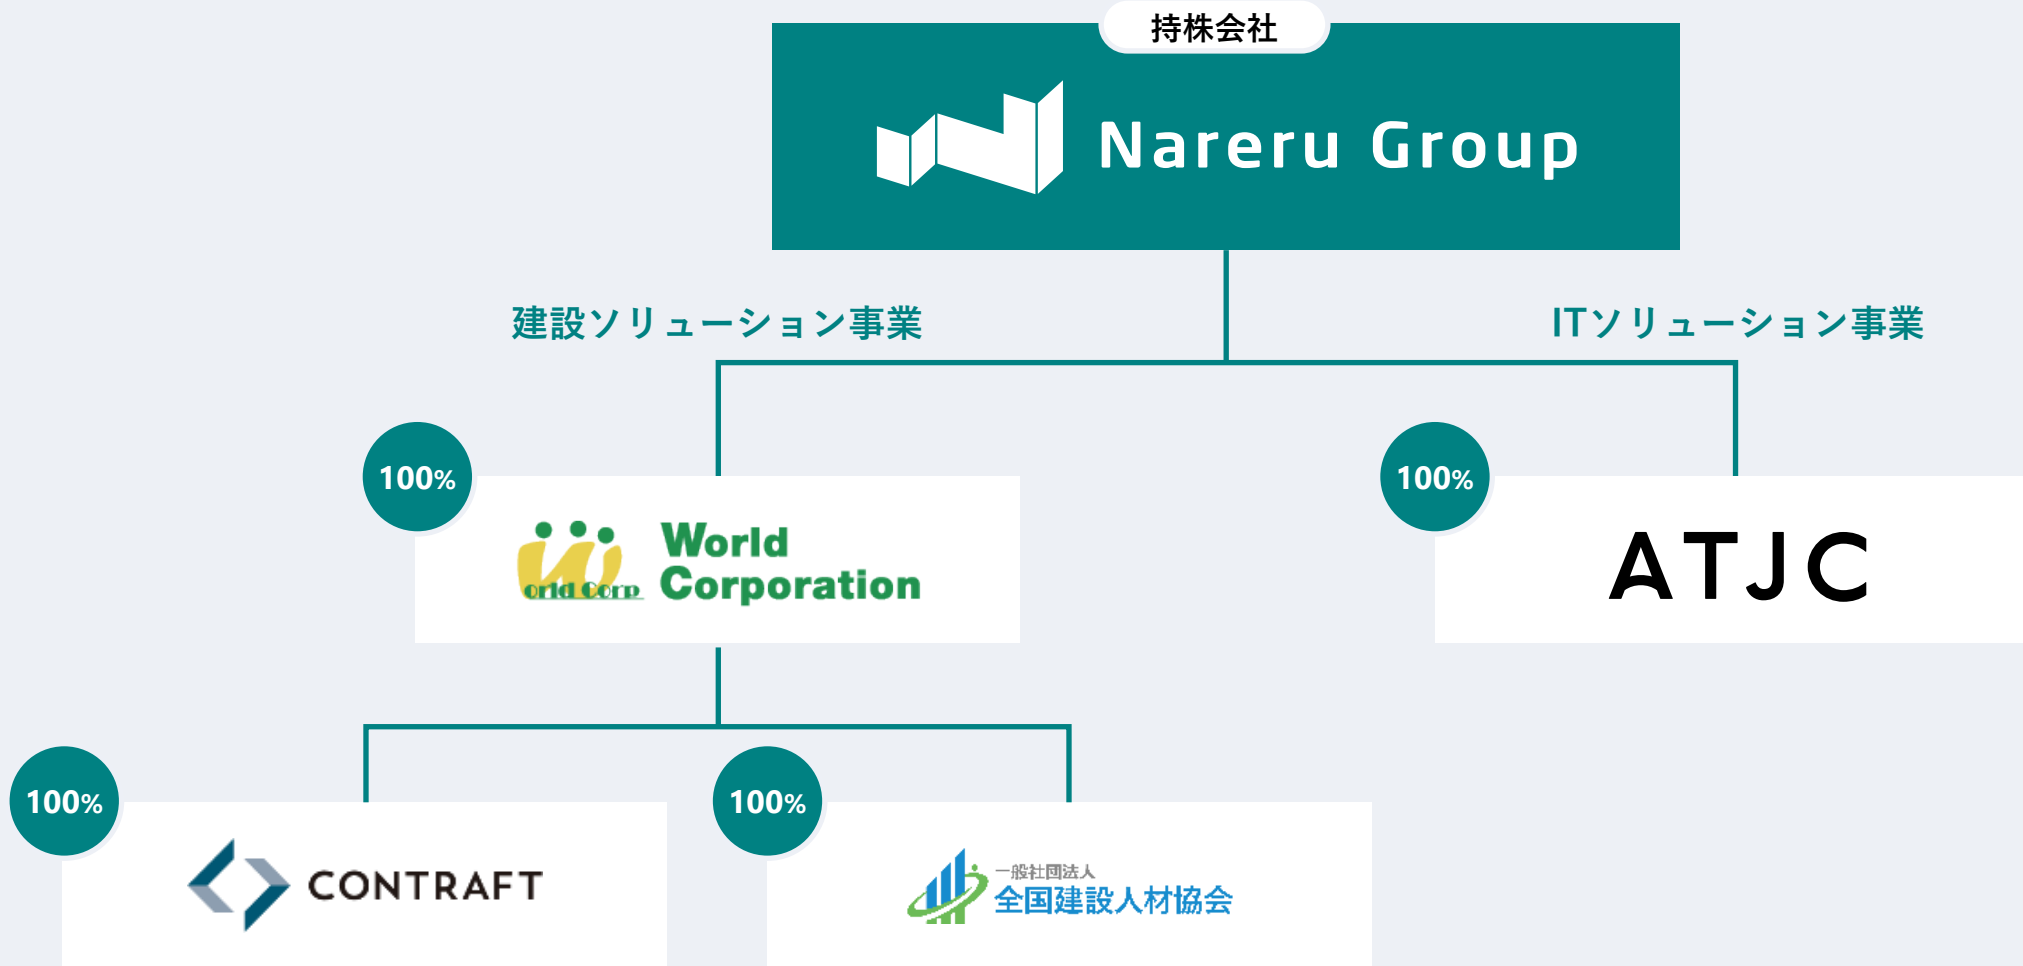 持株会社
Nareru Group
建設ソリューション事業
ITソリューション事業
100%
100%
World
Corporation
orld Corp
ATJC
100%
100%
CONTRAFT
一般社団法人
全国建設人材協会